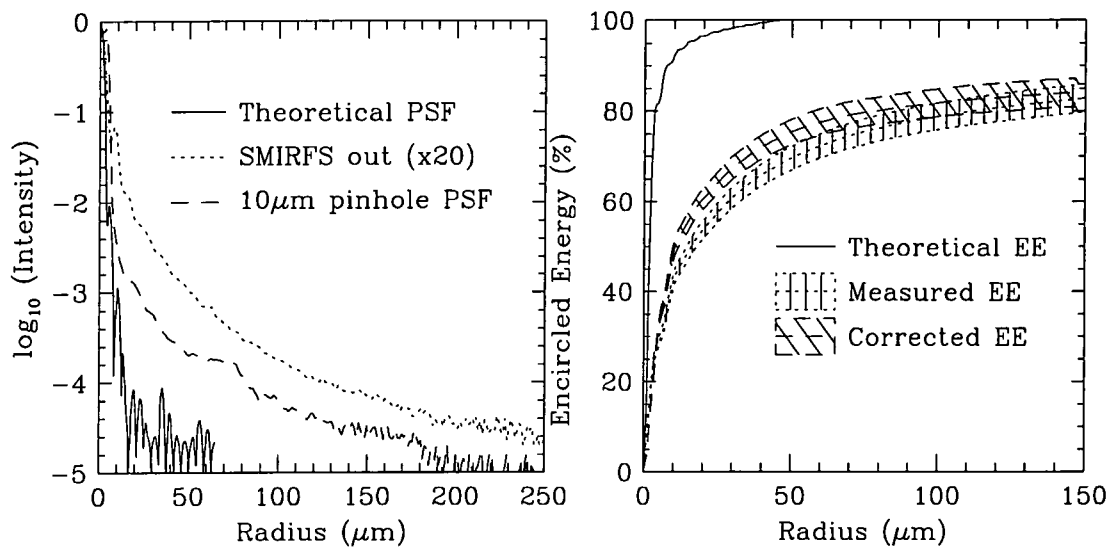 log₁₀ (Intensity)
0
−1
−2
−3
−4
−5
Theoretical PSF
SMIRFS out (x20)
10μm pinhole PSF
0
50
100
150
200
250
Radius (μm)
Encircled Energy (%)
100
80
60
40
20
0
Theoretical EE
Measured EE
Corrected EE
0
50
100
150
Radius (μm)